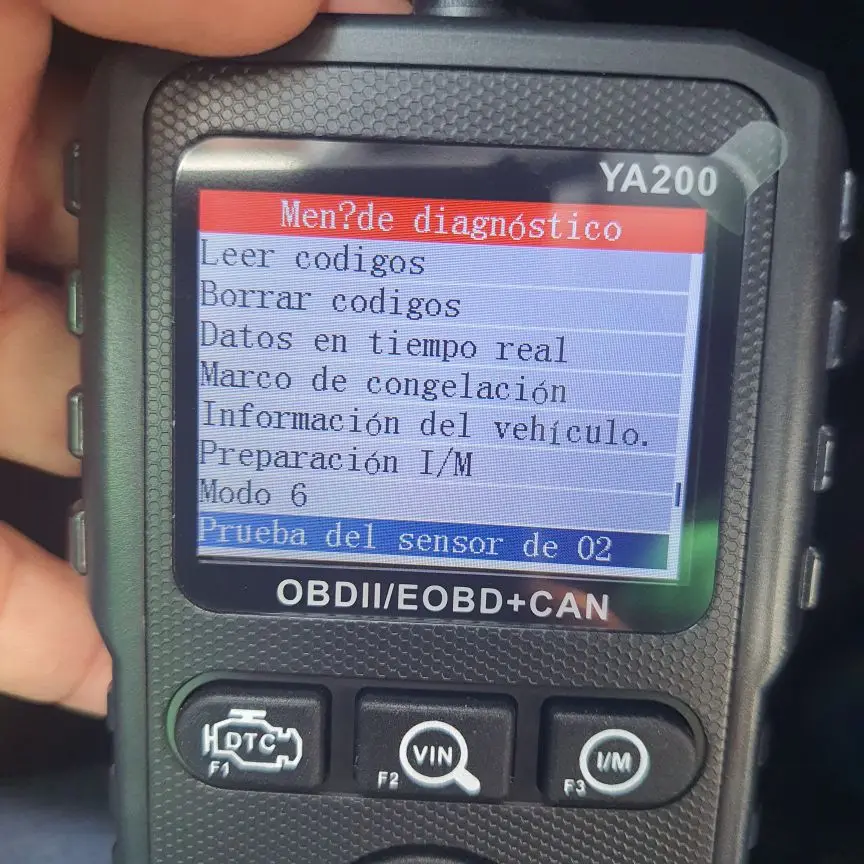 YA200
Men?de diagnóstico
Leer codigos
Borrar codigos
Datos en tiempo real
Marco de congelación
Información del vehículo.
Preparación I/M
Modo 6
Prueba del sensor de O2
OBDII/EOBD+CAN
DTC
F1
VIN
F2
I/M
F3